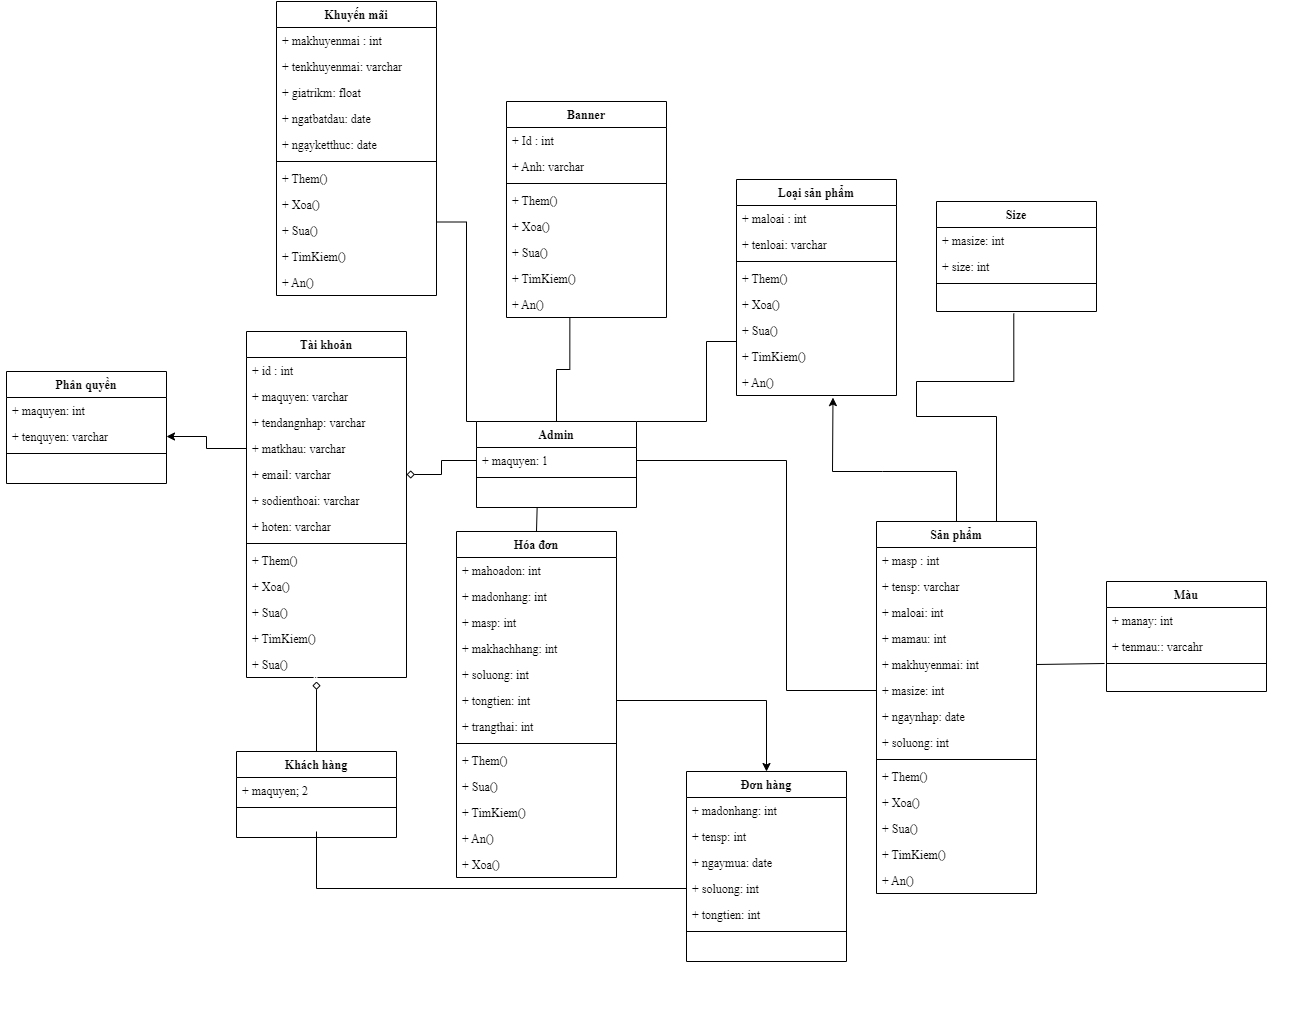 Khuyến mãi
+ makhuyenmai : int
+ tenkhuyenmai: varchar
+ giatrikm: float
+ ngatbatdau: date
+ ngayketthuc: date
+ Them()
+ Xoa()
+ Sua()
+ TimKiem()
+ An()
Banner
+ Id : int
+ Anh: varchar
+ Them()
+ Xoa()
+ Sua()
+ TimKiem()
+ An()
Loại sản phẩm
+ maloai : int
+ tenloai: varchar
+ Them()
+ Xoa()
+ Sua()
+ TimKiem()
+ An()
Size
+ masize: int
+ size: int
Phân quyền
+ maquyen: int
+ tenquyen: varchar
Tài khoản
+ id : int
+ maquyen: varchar
+ tendangnhap: varchar
+ matkhau: varchar
+ email: varchar
+ sodienthoai: varchar
+ hoten: varchar
+ Them()
+ Xoa()
+ Sua()
+ TimKiem()
+ Sua()
Admin
+ maquyen: 1
Hóa đơn
+ mahoadon: int
+ madonhang: int
+ masp: int
+ makhachhang: int
+ soluong: int
+ tongtien: int
+ trangthai: int
+ Them()
+ Sua()
+ TimKiem()
+ An()
+ Xoa()
Sản phẩm
+ masp : int
+ tensp: varchar
+ maloai: int
+ mamau: int
+ makhuyenmai: int
+ masize: int
+ ngaynhap: date
+ soluong: int
+ Them()
+ Xoa()
+ Sua()
+ TimKiem()
+ An()
Màu
+ manay: int
+ tenmau:: varcahr
Khách hàng
+ maquyen; 2
Đơn hàng
+ madonhang: int
+ tensp: int
+ ngaymua: date
+ soluong: int
+ tongtien: int